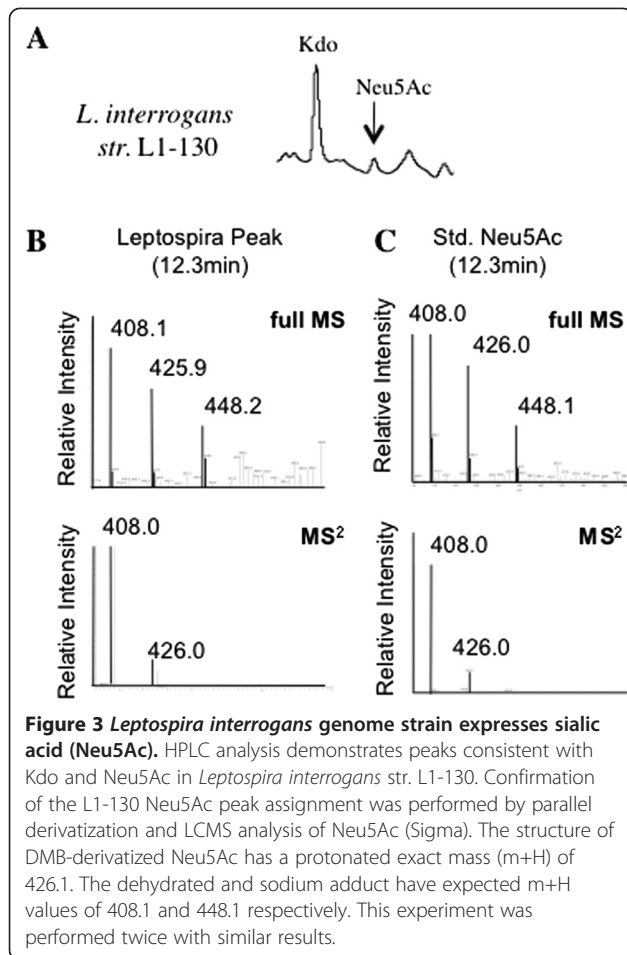 A
Kdo
Neu5Ac
L. interrogans
str. L1-130
B
Leptospira Peak
(12.3min)
C
Std. Neu5Ac
(12.3min)
full MS
408.1
425.9
448.2
Relative Intensity
full MS
408.0
426.0
448.1
Relative Intensity
MS²
408.0
426.0
Relative Intensity
MS²
408.0
426.0
Relative Intensity
Figure 3 Leptospira interrogans genome strain expresses sialic
acid (Neu5Ac). HPLC analysis demonstrates peaks consistent with
Kdo and Neu5Ac in Leptospira interrogans str. L1-130. Confirmation
of the L1-130 Neu5Ac peak assignment was performed by parallel
derivatization and LCMS analysis of Neu5Ac (Sigma). The structure of
DMB-derivatized Neu5Ac has a protonated exact mass (m+H) of
426.1. The dehydrated and sodium adduct have expected m+H
values of 408.1 and 448.1 respectively. This experiment was
performed twice with similar results.